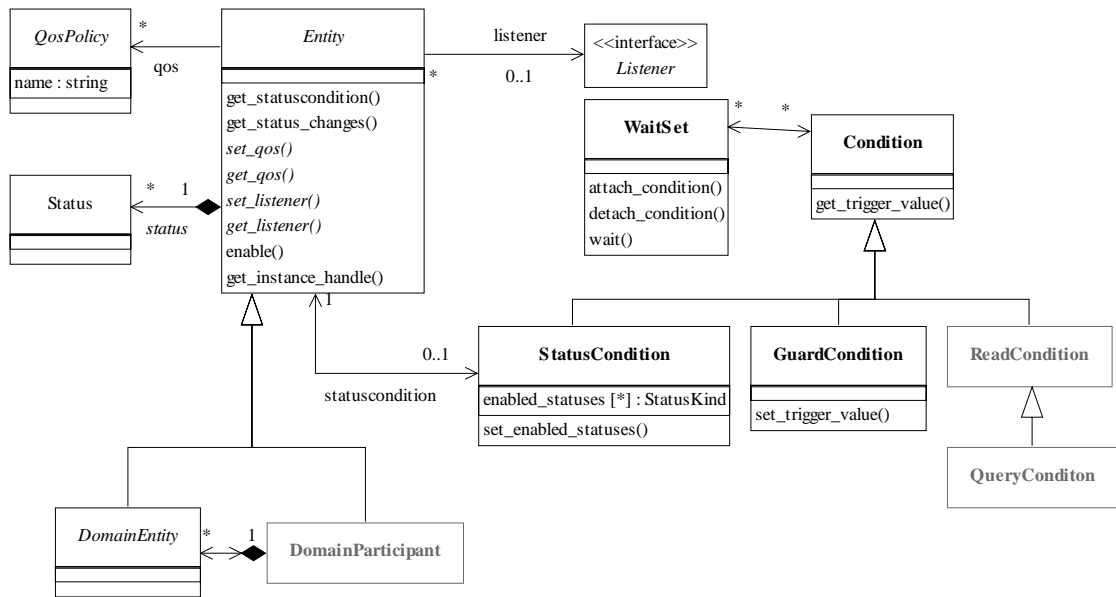 QosPolicy
name : string
*
qos
Entity
get_statuscondition()
get_status_changes()
set_qos()
get_qos()
set_listener()
get_listener()
enable()
get_instance_handle()
*
listener
0..1
<<interface>>
Listener
WaitSet
attach_condition()
detach_condition()
wait()
*
*
Condition
get_trigger_value()
Status
*
1
status
1
0..1
statuscondition
StatusCondition
enabled_statuses [*] : StatusKind
set_enabled_statuses()
GuardCondition
set_trigger_value()
ReadCondition
QueryConditon
DomainEntity
*
1
DomainParticipant